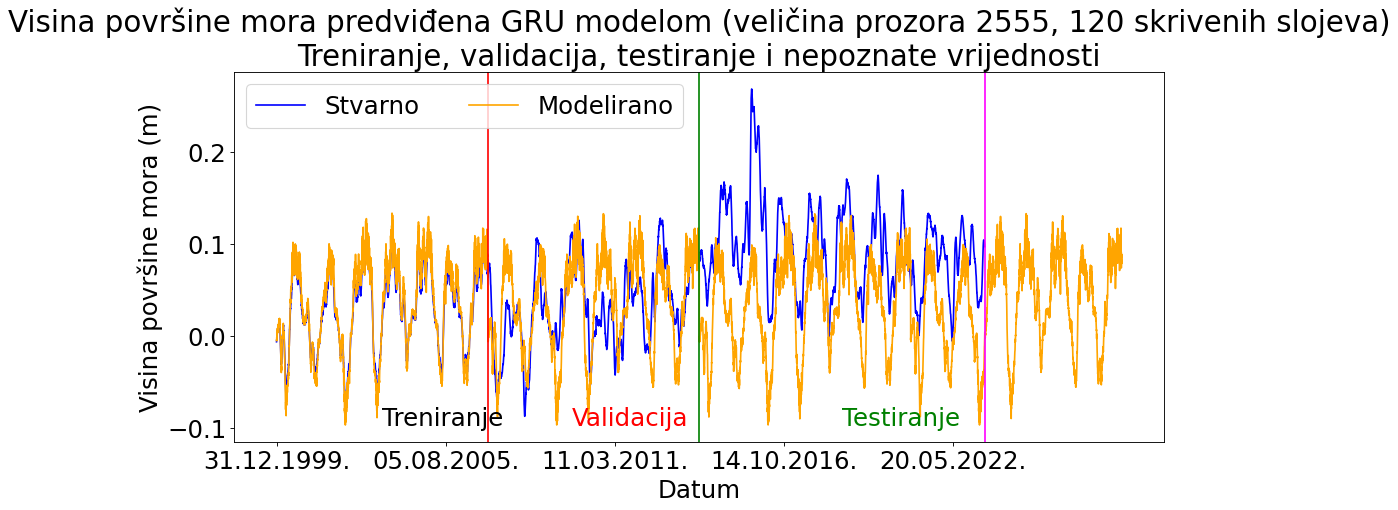 Visina površine mora predviđena GRU modelom (veličina prozora 2555, 120 skrivenih slojeva)
Treniranje, validacija, testiranje i nepoznate vrijednosti
Stvarno Modelirano
Visina površine mora (m)
0.2
0.1
0.0
−0.1
Treniranje Validacija Testiranje
31.12.1999. 05.08.2005. 11.03.2011. 14.10.2016. 20.05.2022.
Datum